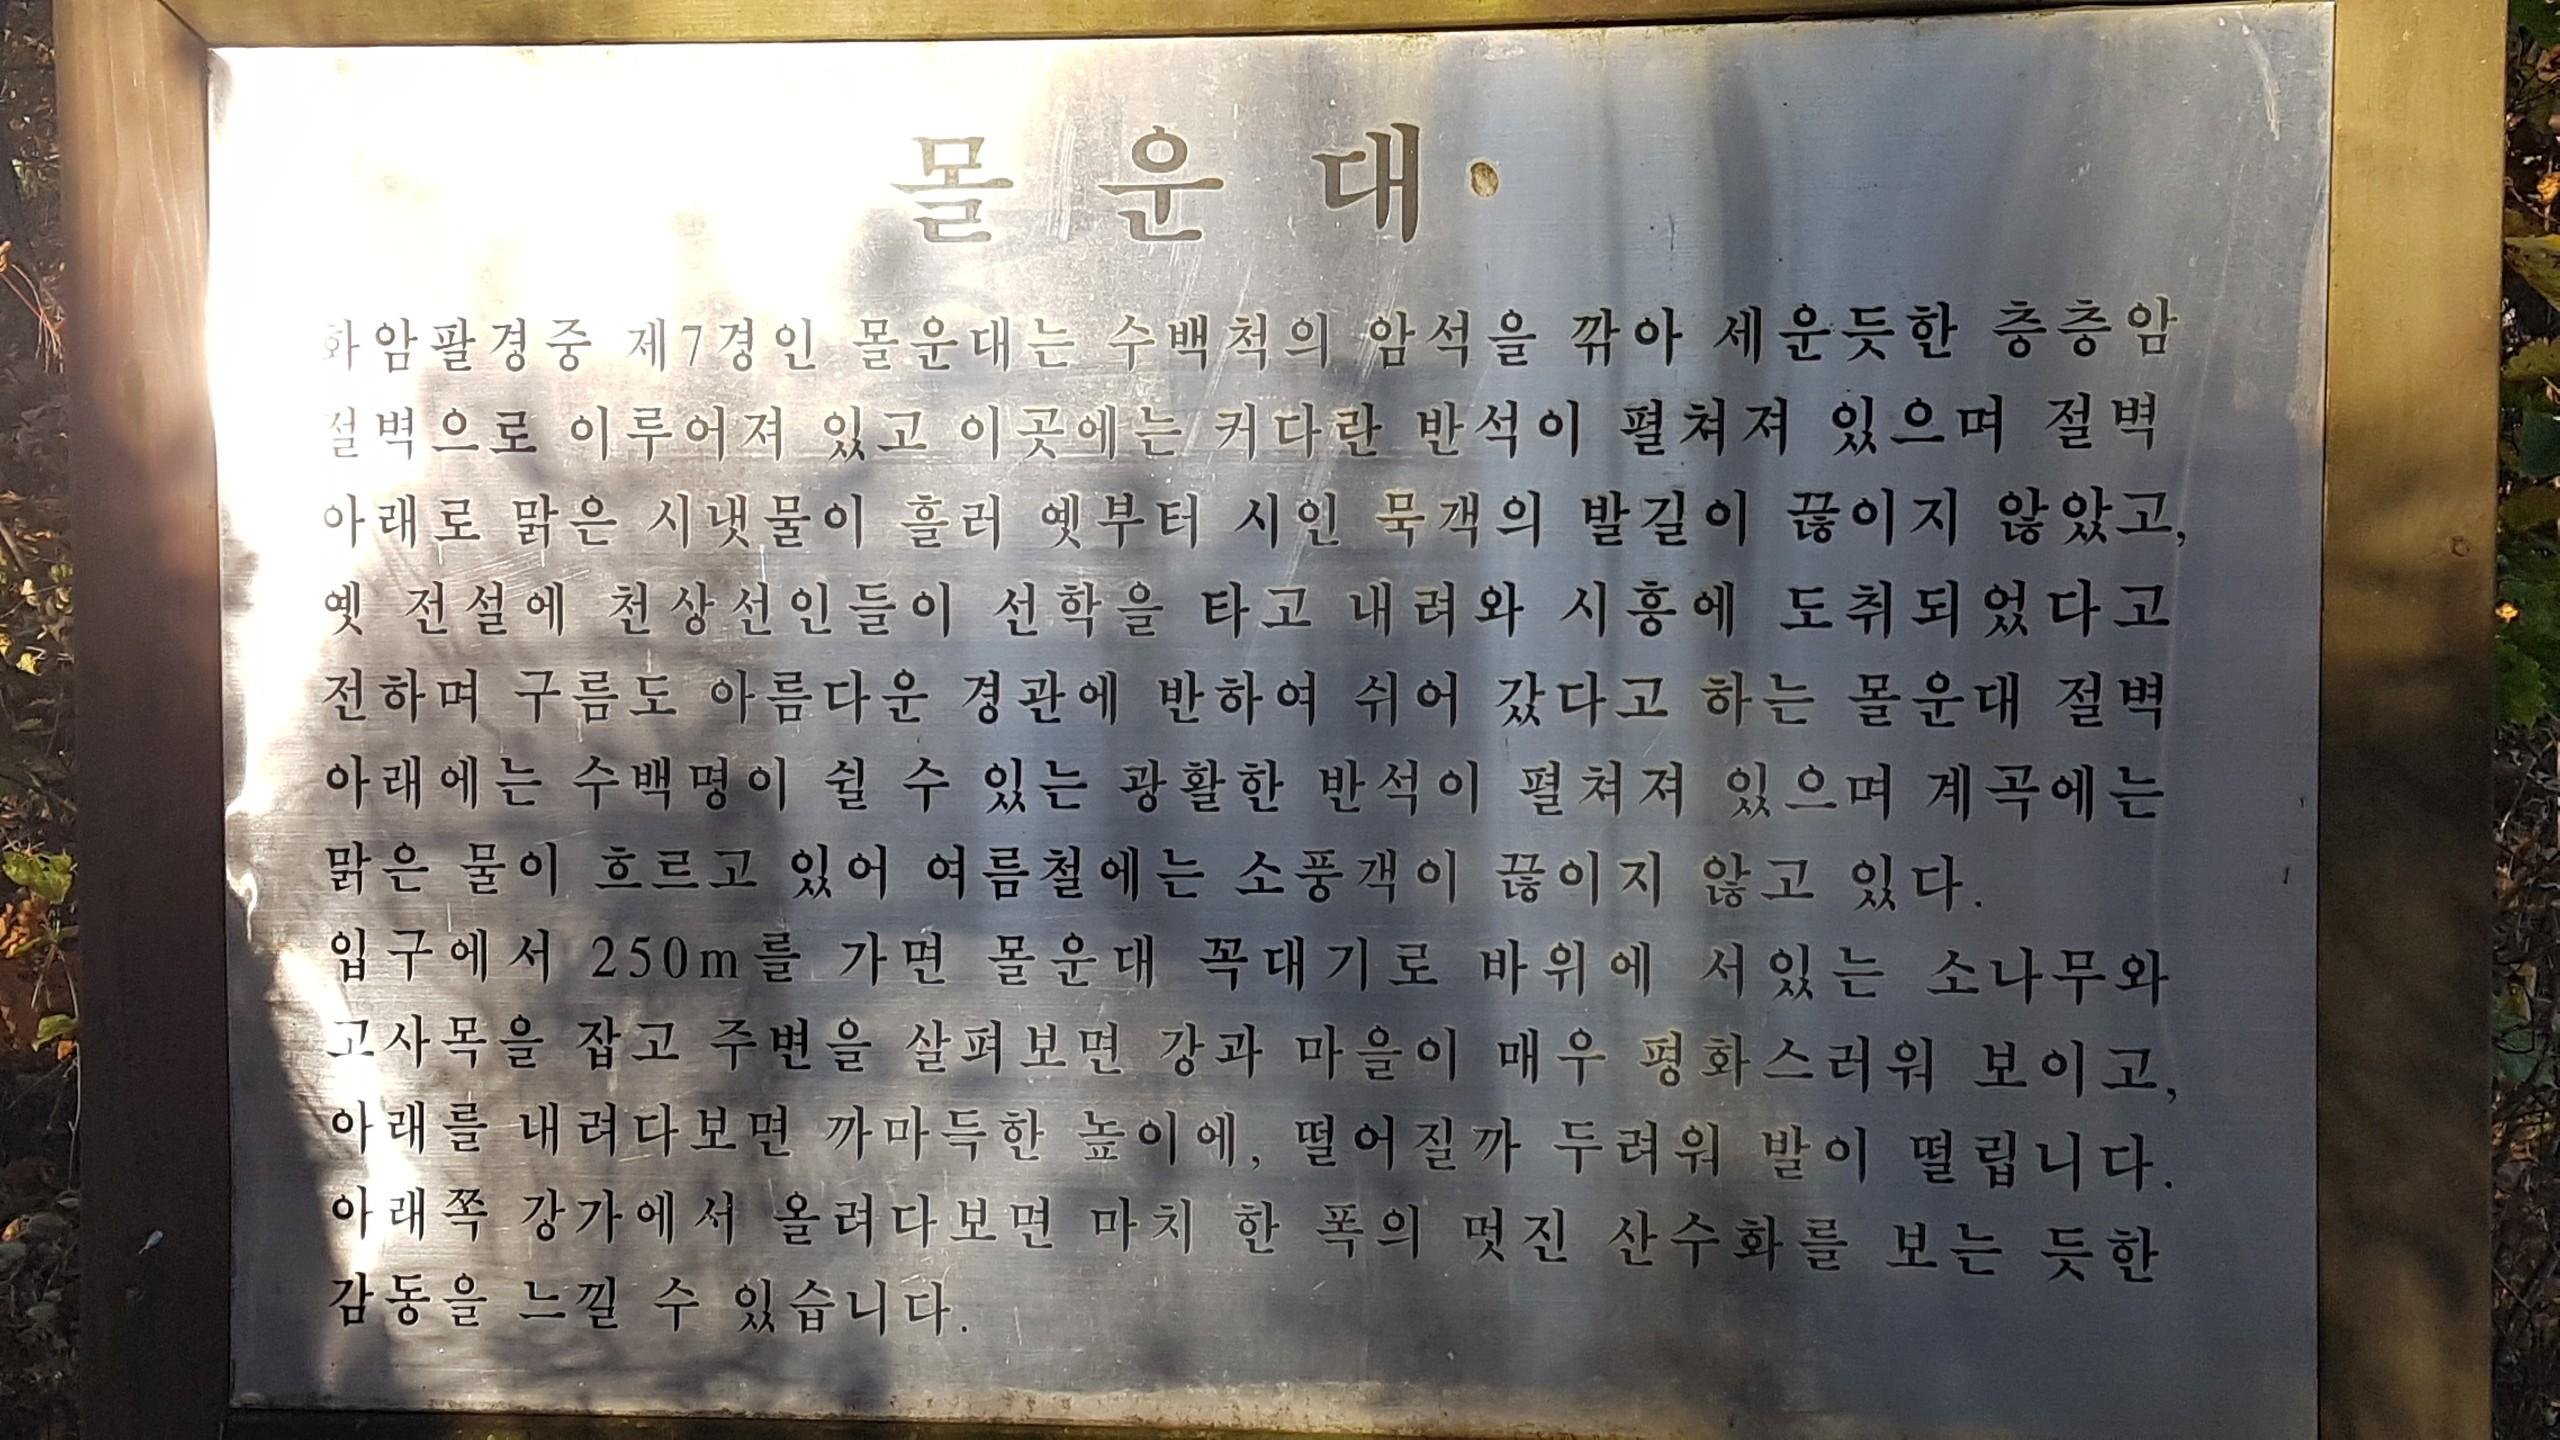 몰운대
화암팔경중 제7경인 몰운대는 수백척의 암석을 깎아 세운듯한 층층암
절벽으로 이루어져 있고 이곳에는 커다란 반석이 펼쳐져 있으며 절벽
아래로 맑은 시냇물이 흘러 옛부터 시인 묵객의 발길이 끊이지 않았고,
옛 전설에 천상선인들이 선학을 타고 내려와 시흥에 도취되었다고
전하며 구름도 아름다운 경관에 반하여 쉬어 갔다고 하는 몰운대 절벽
아래에는 수백명이 쉴 수 있는 광활한 반석이 펼쳐져 있으며 계곡에는
맑은 물이 흐르고 있어 여름철에는 소풍객이 끊이지 않고 있다.
입구에서 250m를 가면 몰운대 꼭대기로 바위에 서있는 소나무와
고사목을 잡고 주변을 살펴보면 강과 마을이 매우 평화스러워 보이고,
아래를 내려다보면 까마득한 높이에, 떨어질까 두려워 발이 떨립니다.
아래쪽 강가에서 올려다보면 마치 한 폭의 멋진 산수화를 보는 듯한
감동을 느낄 수 있습니다.